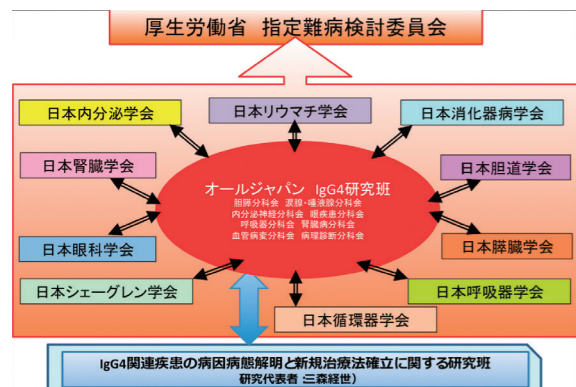 厚生労働省 指定難病検討委員会
日本内分泌学会
日本リウマチ学会
日本消化器病学会
日本腎臓学会
日本胆道学会
オールジャパン IgG4研究班
胆膵分科会 涙腺・唾液腺分科会
内分泌神経分科会 眼疾患分科会
呼吸器分科会 腎臓病分科会
血管病変分科会 病理診断分科会
日本眼科学会
日本膵臓学会
日本シェーグレン学会
日本呼吸器学会
日本循環器学会
IgG4関連疾患の病因病態解明と新規治療法確立に関する研究班
研究代表者:三森経世)